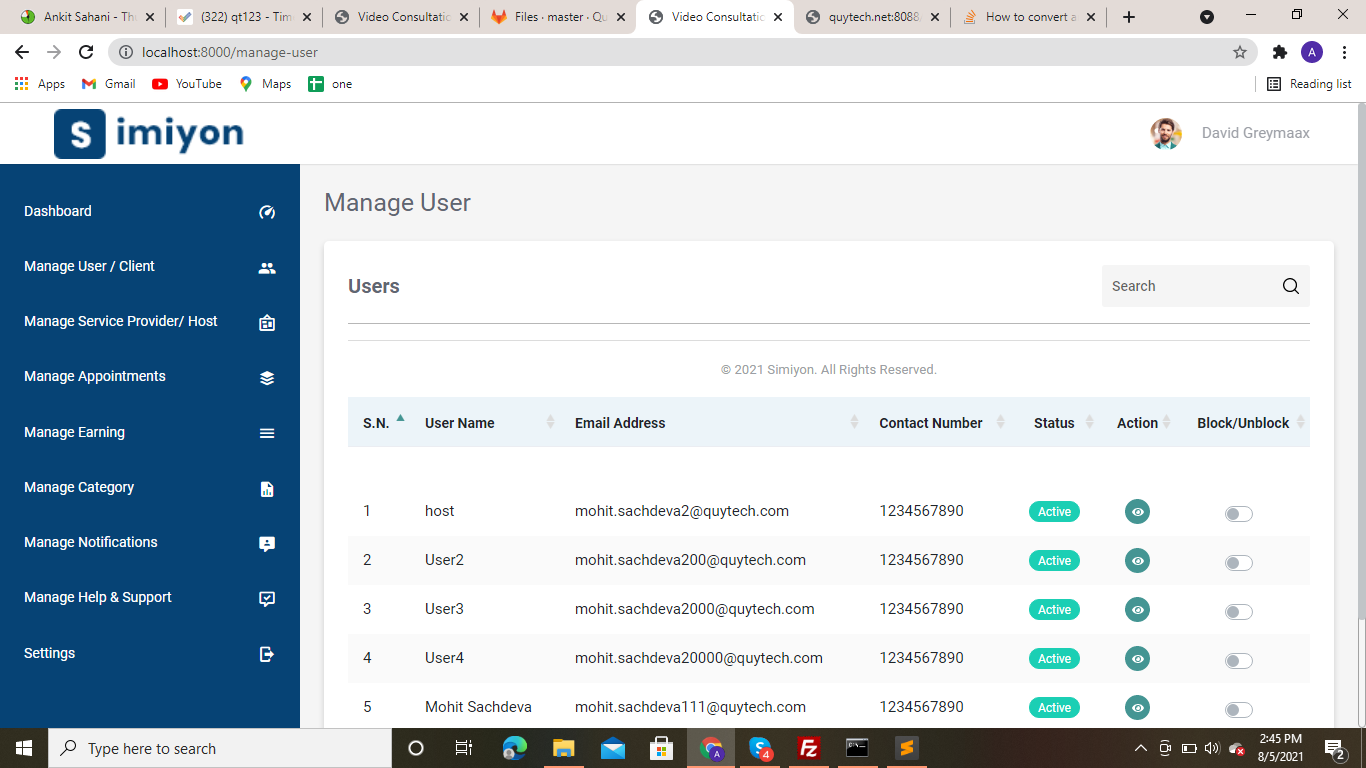 Ankit Sahani - Th
(322) qt123 - Tim
Video Consultatio
Files · master · Qu
Video Consultatio
quytech.net:8088
How to convert a
localhost:8000/manage-user
A
Apps
Gmail
YouTube
Maps
one
Reading list
S imiyon
David Greymaax
Dashboard
Manage User / Client
Manage Service Provider/ Host
Manage Appointments
Manage Earning
Manage Category
Manage Notifications
Manage Help & Support
Settings
Manage User
Users
Search
© 2021 Simiyon. All Rights Reserved.
S.N. User Name Email Address Contact Number Status Action Block/Unblock
1 host mohit.sachdeva2@quytech.com 1234567890 Active
2 User2 mohit.sachdeva200@quytech.com 1234567890 Active
3 User3 mohit.sachdeva2000@quytech.com 1234567890 Active
4 User4 mohit.sachdeva20000@quytech.com 1234567890 Active
5 Mohit Sachdeva mohit.sachdeva111@quytech.com 1234567890 Active
Type here to search
A
S
4
Fz
2:45 PM
8/5/2021
2